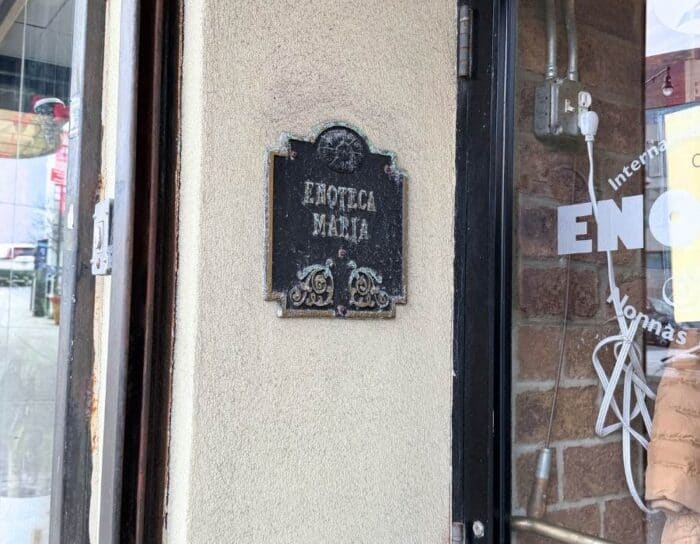 ENOTECA
MARIA
Interna
ENO
Nonnas